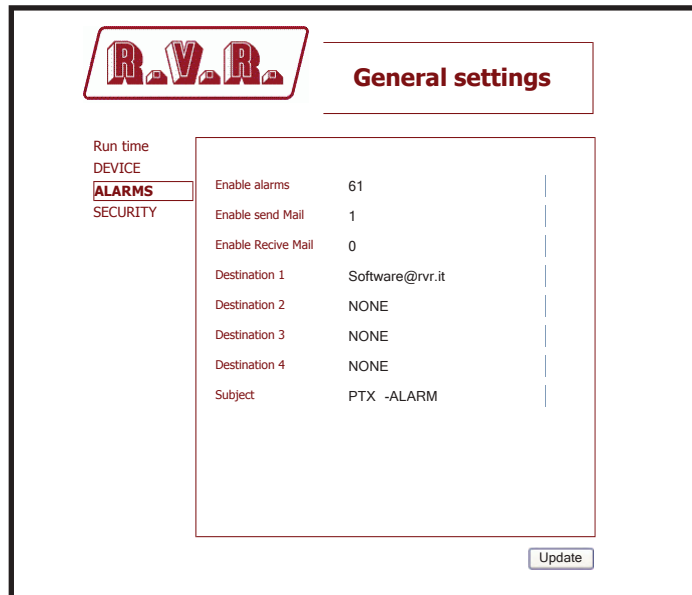 R.V.R.
General settings
Run time
DEVICE
ALARMS
SECURITY
Enable alarms 61
Enable send Mail 1
Enable Recive Mail 0
Destination 1 Software@rvr.it
Destination 2 NONE
Destination 3 NONE
Destination 4 NONE
Subject PTX -ALARM
Update